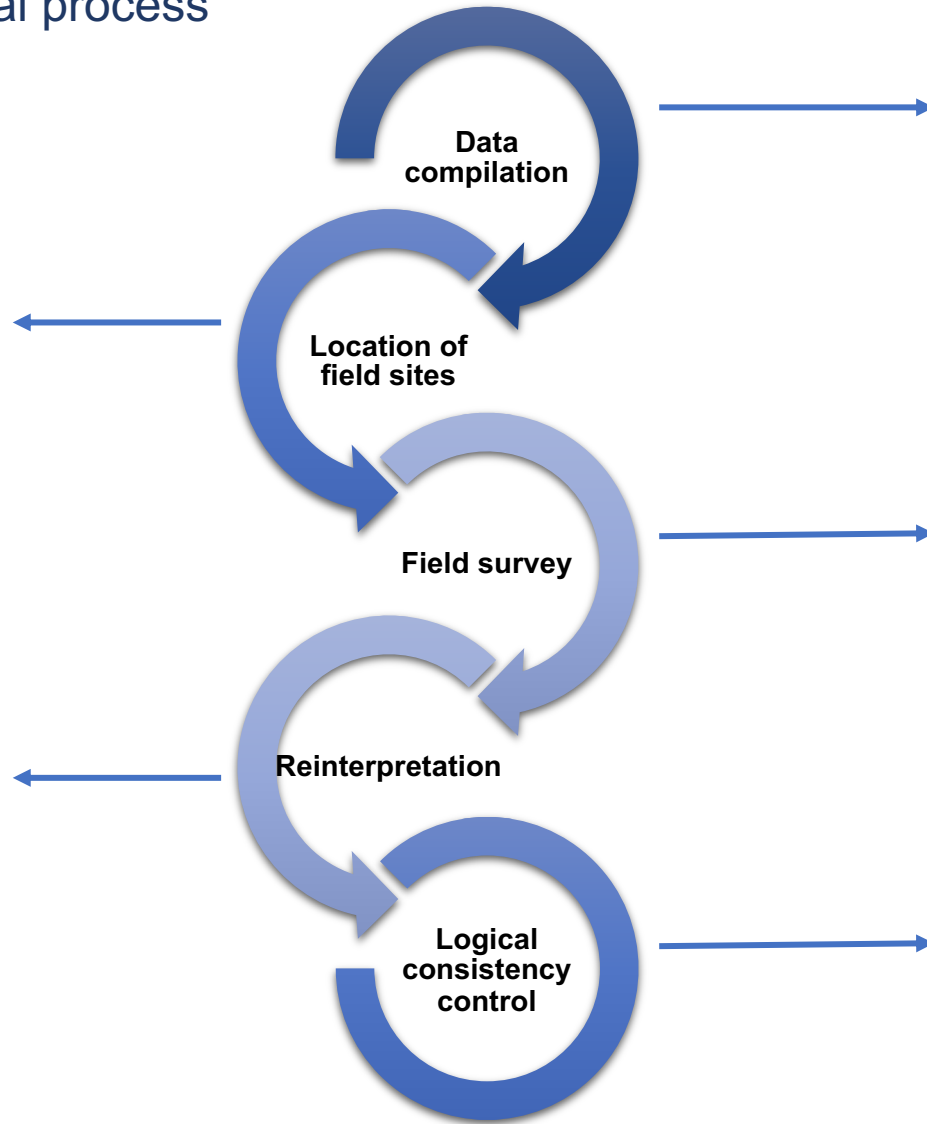 al process
Data
compilation
Location of
field sites
Field survey
Reinterpretation
Logical
consistency
control